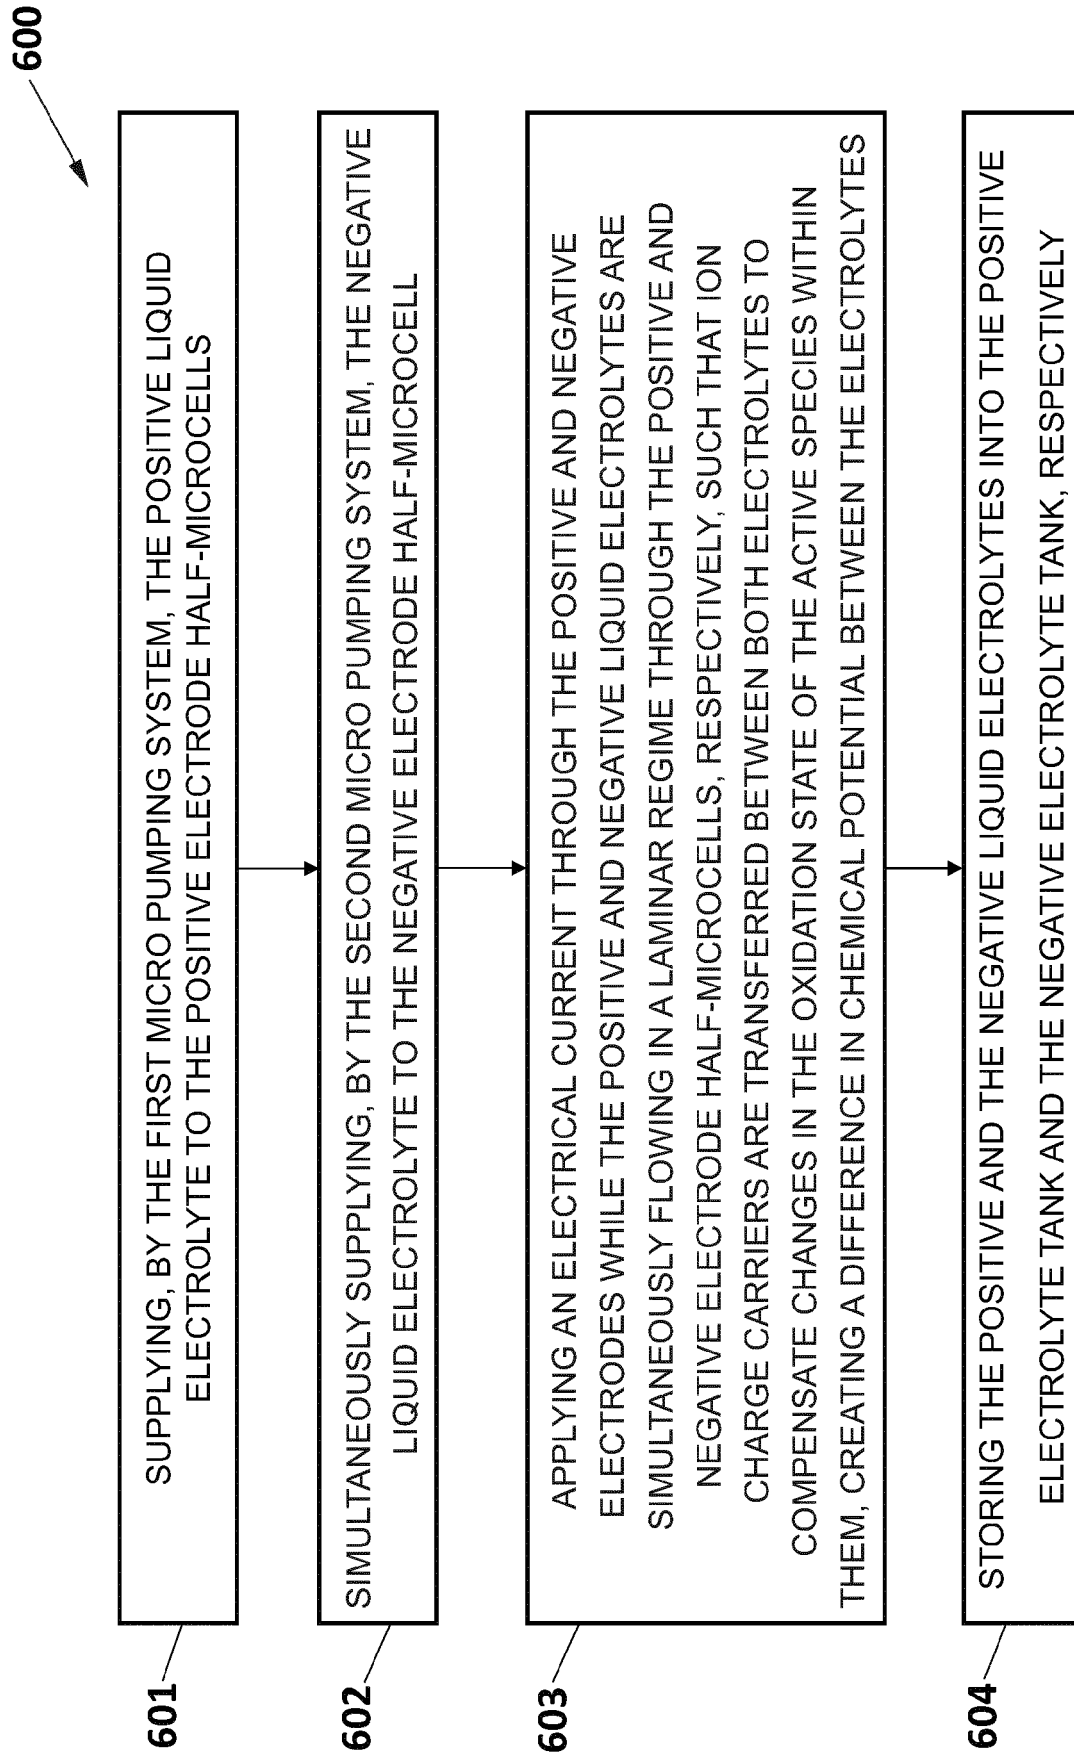 600
601
SUPPLYING, BY THE FIRST MICRO PUMPING SYSTEM, THE POSITIVE LIQUID
ELECTROLYTE TO THE POSITIVE ELECTRODE HALF-MICROCELLS
602
SIMULTANEOUSLY SUPPLYING, BY THE SECOND MICRO PUMPING SYSTEM, THE NEGATIVE
LIQUID ELECTROLYTE TO THE NEGATIVE ELECTRODE HALF-MICROCELL
603
APPLYING AN ELECTRICAL CURRENT THROUGH THE POSITIVE AND NEGATIVE
ELECTRODES WHILE THE POSITIVE AND NEGATIVE LIQUID ELECTROLYTES ARE
SIMULTANEOUSLY FLOWING IN A LAMINAR REGIME THROUGH THE POSITIVE AND
NEGATIVE ELECTRODE HALF-MICROCELLS, RESPECTIVELY, SUCH THAT ION
CHARGE CARRIERS ARE TRANSFERRED BETWEEN BOTH ELECTROLYTES TO
COMPENSATE CHANGES IN THE OXIDATION STATE OF THE ACTIVE SPECIES WITHIN
THEM, CREATING A DIFFERENCE IN CHEMICAL POTENTIAL BETWEEN THE ELECTROLYTES
604
STORING THE POSITIVE AND THE NEGATIVE LIQUID ELECTROLYTES INTO THE POSITIVE
ELECTROLYTE TANK AND THE NEGATIVE ELECTROLYTE TANK, RESPECTIVELY